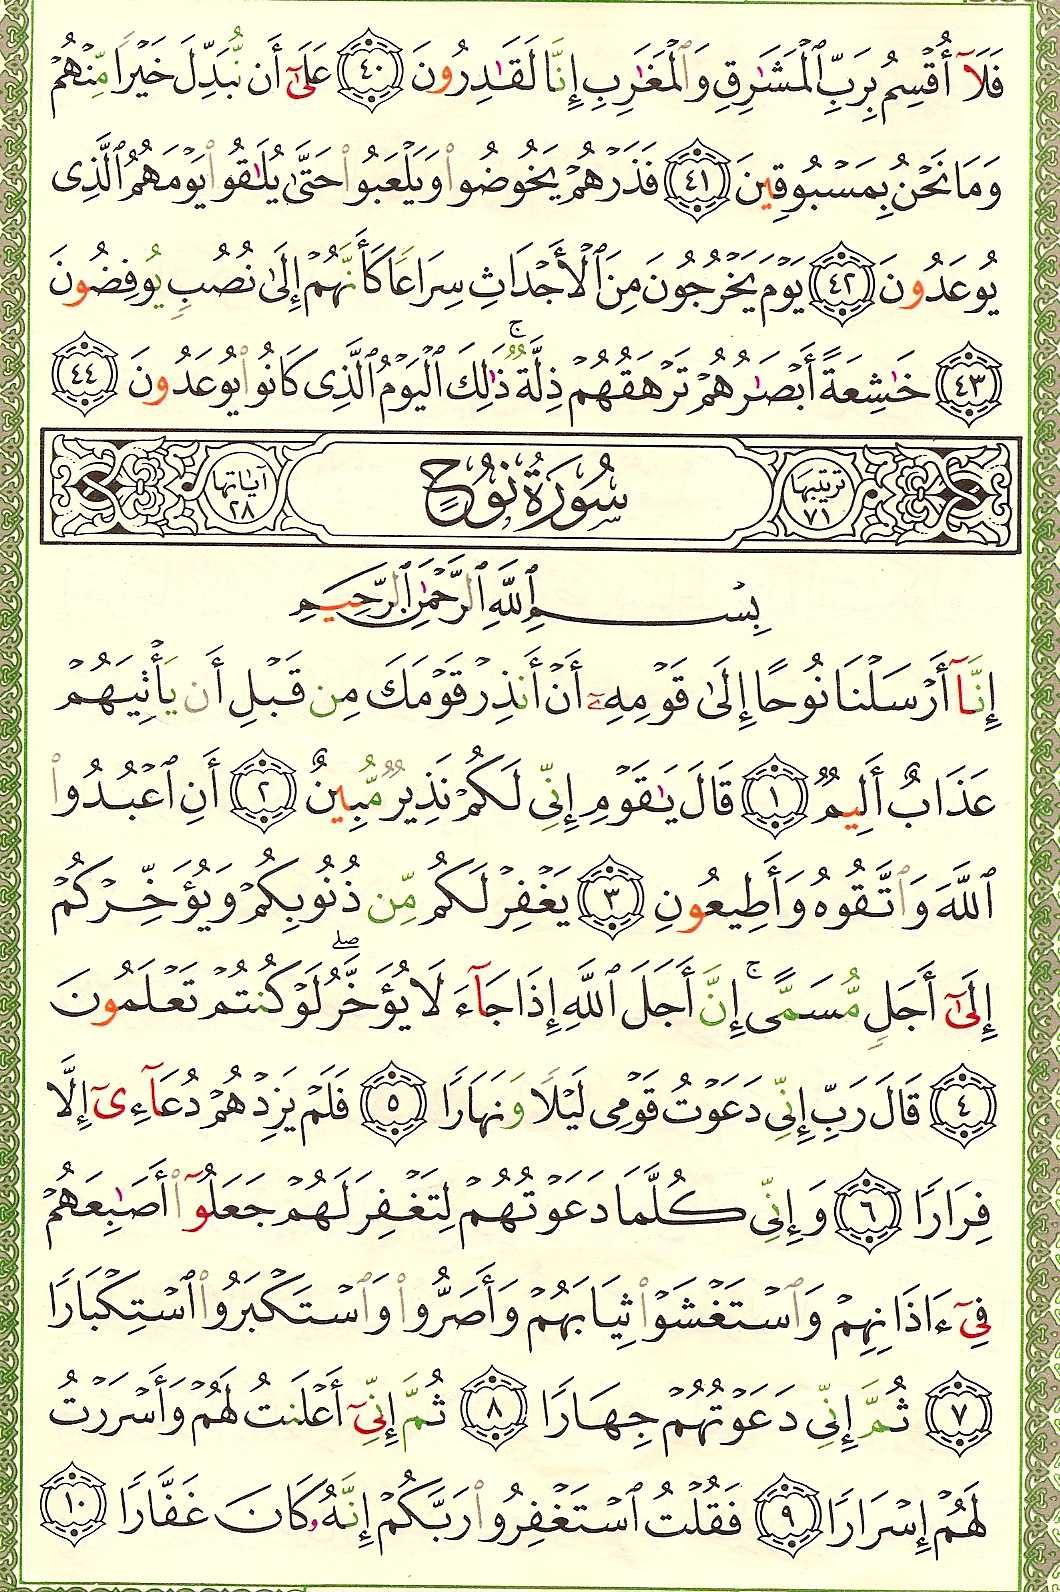 فَلَآ أُقْسِمُ بِرَبِّ ٱلْمَشَٰرِقِ وَٱلْمَغَٰرِبِ إِنَّا لَقَٰدِرُونَ ٤٠ عَلَىٰٓ أَن نُّبَدِّلَ خَيْرًا مِّنْهُمْ
وَمَا نَحْنُ بِمَسْبُوقِينَ ٤١ فَذَرْهُمْ يَخُوضُوا۟ وَيَلْعَبُوا۟ حَتَّىٰ يُلَٰقُوا۟ يَوْمَهُمُ ٱلَّذِى
يُوعَدُونَ ٤٢ يَوْمَ يَخْرُجُونَ مِنَ ٱلْأَجْدَاثِ سِرَاعًا كَأَنَّهُمْ إِلَىٰ نُصُبٍ يُوفِضُونَ
٤٣ خَٰشِعَةً أَبْصَٰرُهُمْ تَرْهَقُهُمْ ذِلَّةٌ ۚ ذَٰلِكَ ٱلْيَوْمُ ٱلَّذِى كَانُوا۟ يُوعَدُونَ ٤٤
ترتيبها ٧١ سُورَةُ نُوحٍ آياتها ٢٨
بِسْمِ ٱللَّهِ ٱلرَّحْمَٰنِ ٱلرَّحِيمِ
إِنَّآ أَرْسَلْنَا نُوحًا إِلَىٰ قَوْمِهِۦٓ أَنْ أَنذِرْ قَوْمَكَ مِن قَبْلِ أَن يَأْتِيَهُمْ
عَذَابٌ أَلِيمٌ ١ قَالَ يَٰقَوْمِ إِنِّى لَكُمْ نَذِيرٌ مُّبِينٌ ٢ أَنِ ٱعْبُدُوا۟
ٱللَّهَ وَٱتَّقُوهُ وَأَطِيعُونِ ٣ يَغْفِرْ لَكُم مِّن ذُنُوبِكُمْ وَيُؤَخِّرْكُمْ
إِلَىٰٓ أَجَلٍ مُّسَمًّى ۚ إِنَّ أَجَلَ ٱللَّهِ إِذَا جَآءَ لَا يُؤَخَّرُ ۖ لَوْ كُنتُمْ تَعْلَمُونَ
٤ قَالَ رَبِّ إِنِّى دَعَوْتُ قَوْمِى لَيْلًا وَنَهَارًا ٥ فَلَمْ يَزِدْهُمْ دُعَآءِىٓ إِلَّا
فِرَارًا ٦ وَإِنِّى كُلَّمَا دَعَوْتُهُمْ لِتَغْفِرَ لَهُمْ جَعَلُوٓا۟ أَصَٰبِعَهُمْ
فِىٓ ءَاذَانِهِمْ وَٱسْتَغْشَوْا۟ ثِيَابَهُمْ وَأَصَرُّوا۟ وَٱسْتَكْبَرُوا۟ ٱسْتِكْبَارًا
٧ ثُمَّ إِنِّى دَعَوْتُهُمْ جِهَارًا ٨ ثُمَّ إِنِّىٓ أَعْلَنتُ لَهُمْ وَأَسْرَرْتُ
لَهُمْ إِسْرَارًا ٩ فَقُلْتُ ٱسْتَغْفِرُوا۟ رَبَّكُمْ إِنَّهُۥ كَانَ غَفَّارًا ١٠